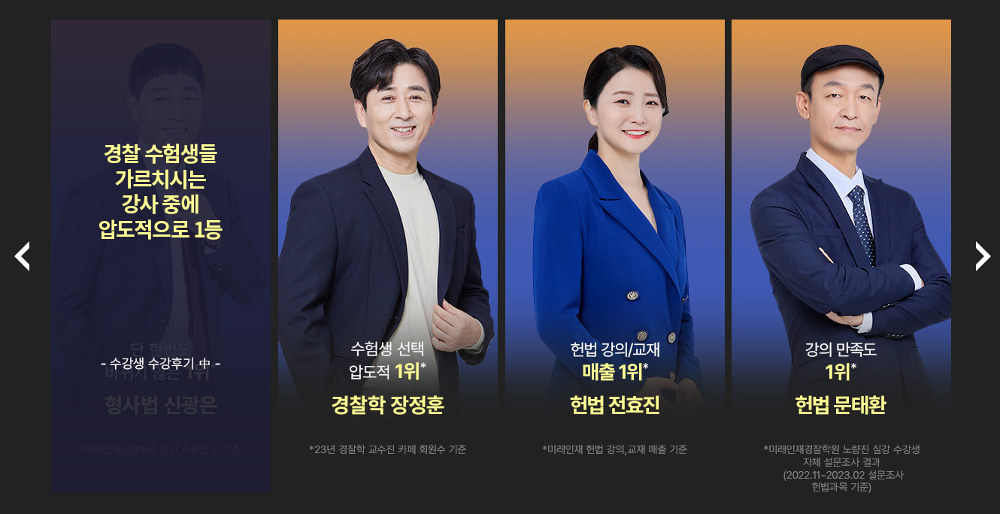 경찰 수험생들
가르치시는
강사 중에
압도적으로 1등
단 한번도
- 수강생 수강후기 中 -
바뀌지 않은 1위*
형사법 신광은
*미래인재경찰학원 강의 수강생 수 기준
수험생 선택
압도적 1위*
경찰학 장정훈
*23년 경찰학 교수진 카페 회원수 기준
헌법 강의/교재
매출 1위*
헌법 전효진
*미래인재 헌법 강의,교재 매출 기준
강의 만족도
1위*
헌법 문태환
*미래인재경찰학원 노량진 실강 수강생
자체 설문조사 결과
(2022.11~2023.02 설문조사
헌법과목 기준)